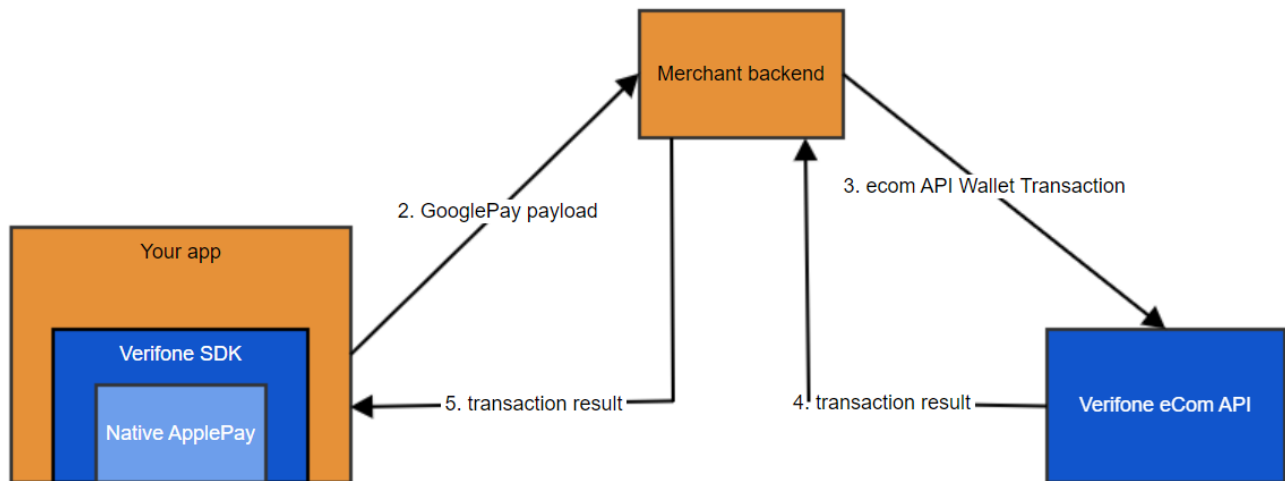 Merchant backend
3. ecom API Wallet Transaction
2. GooglePay payload
Your app
Verifone SDK
Native ApplePay
5. transaction result
4. transaction result
Verifone eCom API